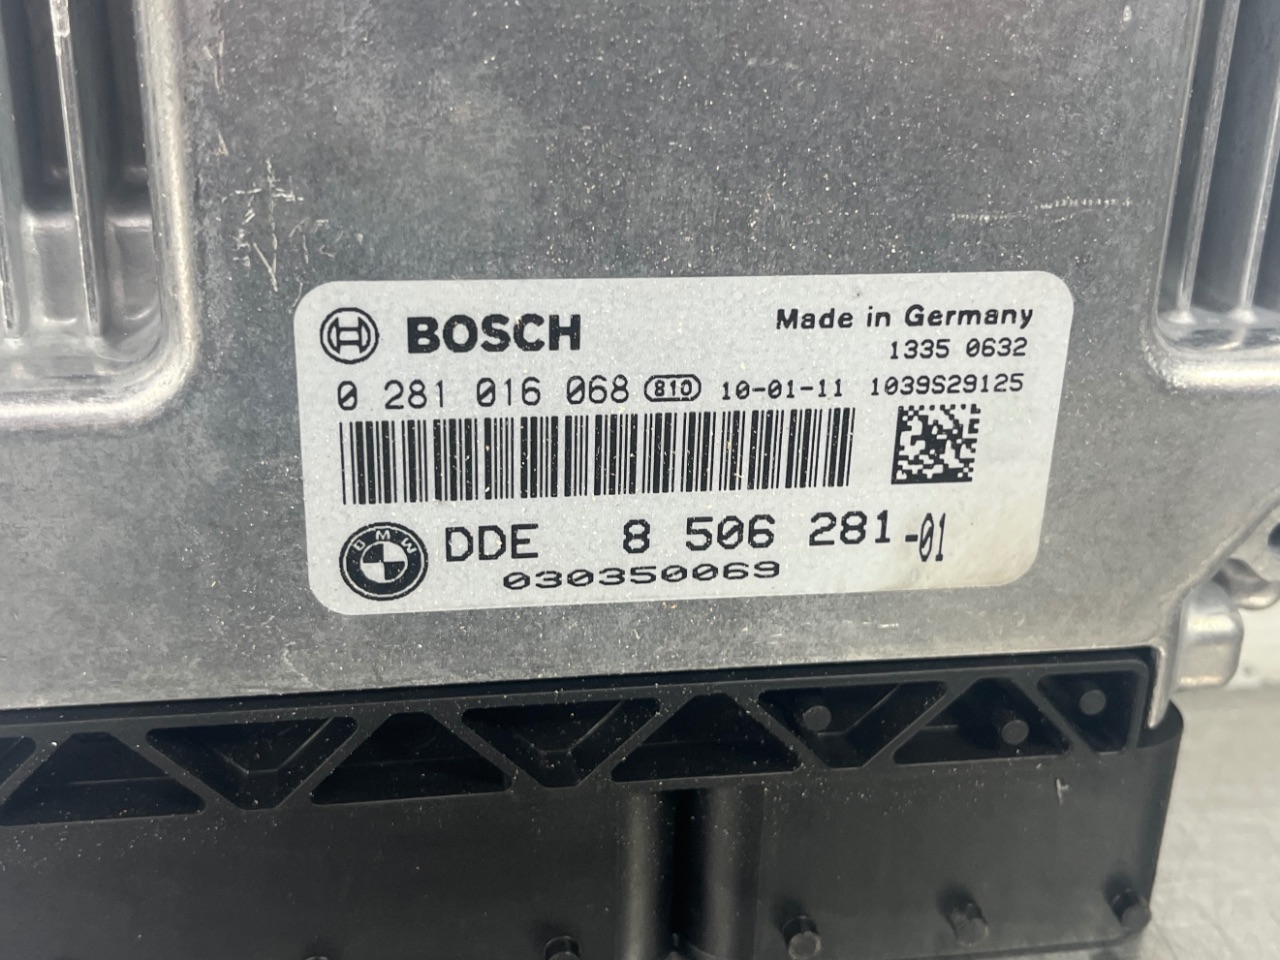 BOSCH
Made in Germany
1335 0632
0 281 016 068 810 10-01-11 1039S29125
BMW
DDE 8 506 281-01
030350069